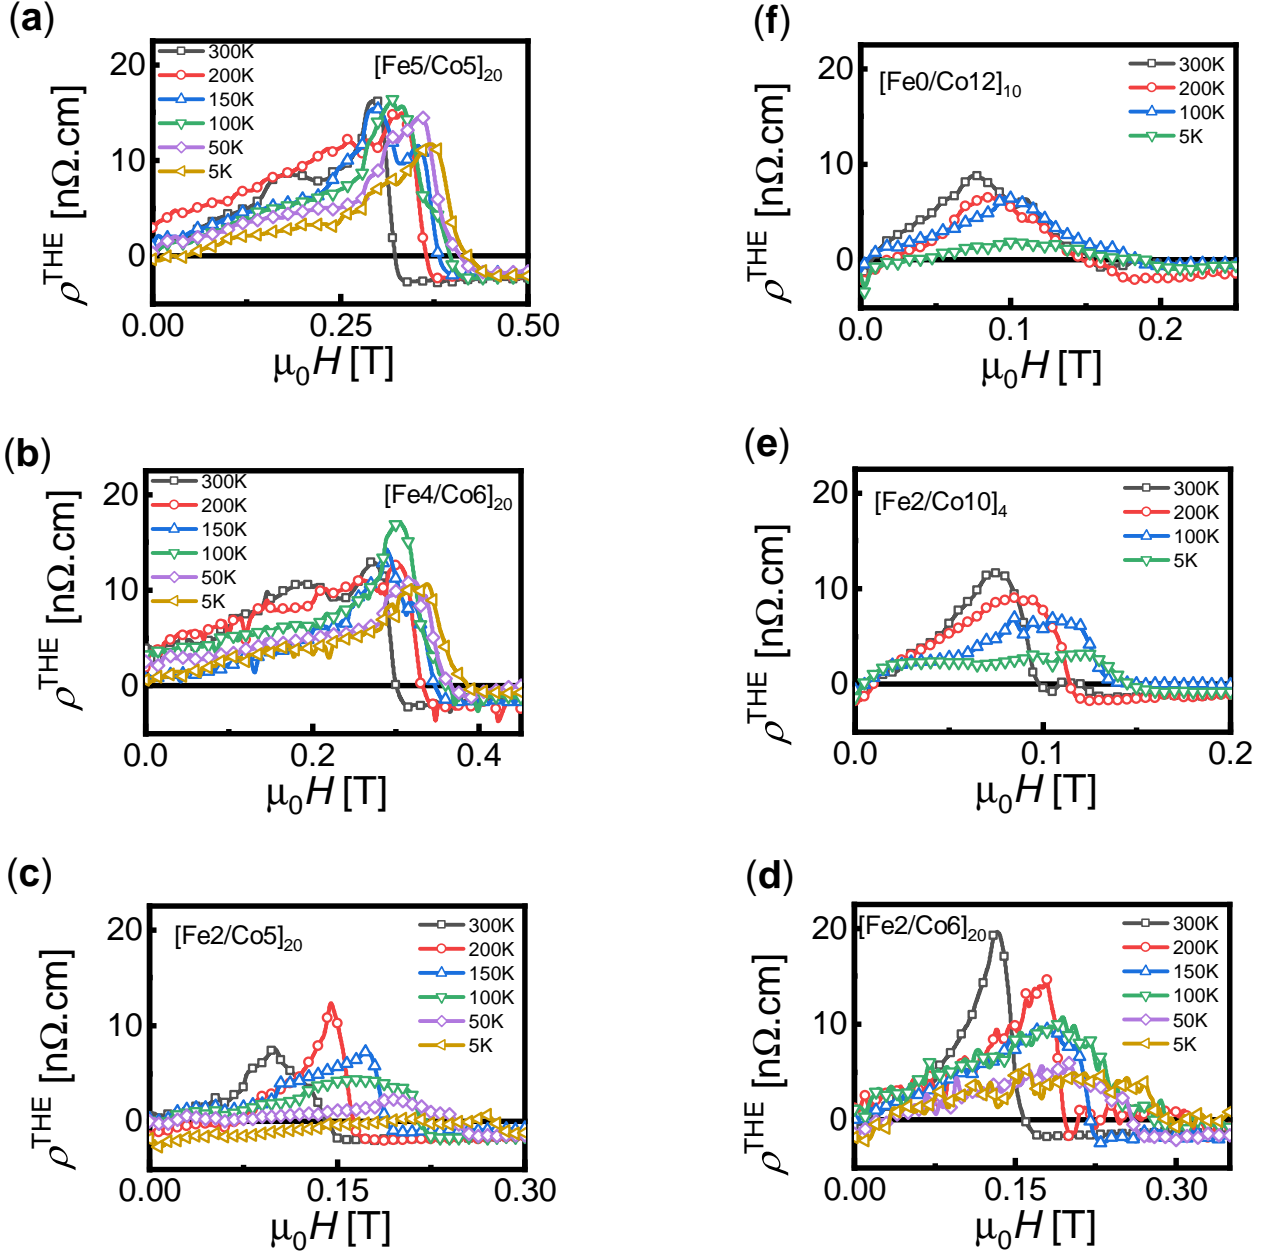 (a)
[Fe5/Co5]20
300K
200K
150K
100K
50K
5K
20
10
0
ρTHE [nΩ.cm]
0.00 0.25 0.50
μ0H [T]
(f)
[Fe0/Co12]10
300K
200K
100K
5K
20
10
0
ρTHE [nΩ.cm]
0.0 0.1 0.2
μ0H [T]
(b)
[Fe4/Co6]20
300K
200K
150K
100K
50K
5K
20
10
0
ρTHE [nΩ.cm]
0.0 0.2 0.4
μ0H [T]
(e)
[Fe2/Co10]4
300K
200K
100K
5K
20
10
0
ρTHE [nΩ.cm]
0.0 0.1 0.2
μ0H [T]
(c)
[Fe2/Co5]20
300K
200K
150K
100K
50K
5K
20
10
0
ρTHE [nΩ.cm]
0.00 0.15 0.30
μ0H [T]
(d)
[Fe2/Co6]20
300K
200K
150K
100K
50K
5K
20
10
0
ρTHE [nΩ.cm]
0.00 0.15 0.30
μ0H [T]